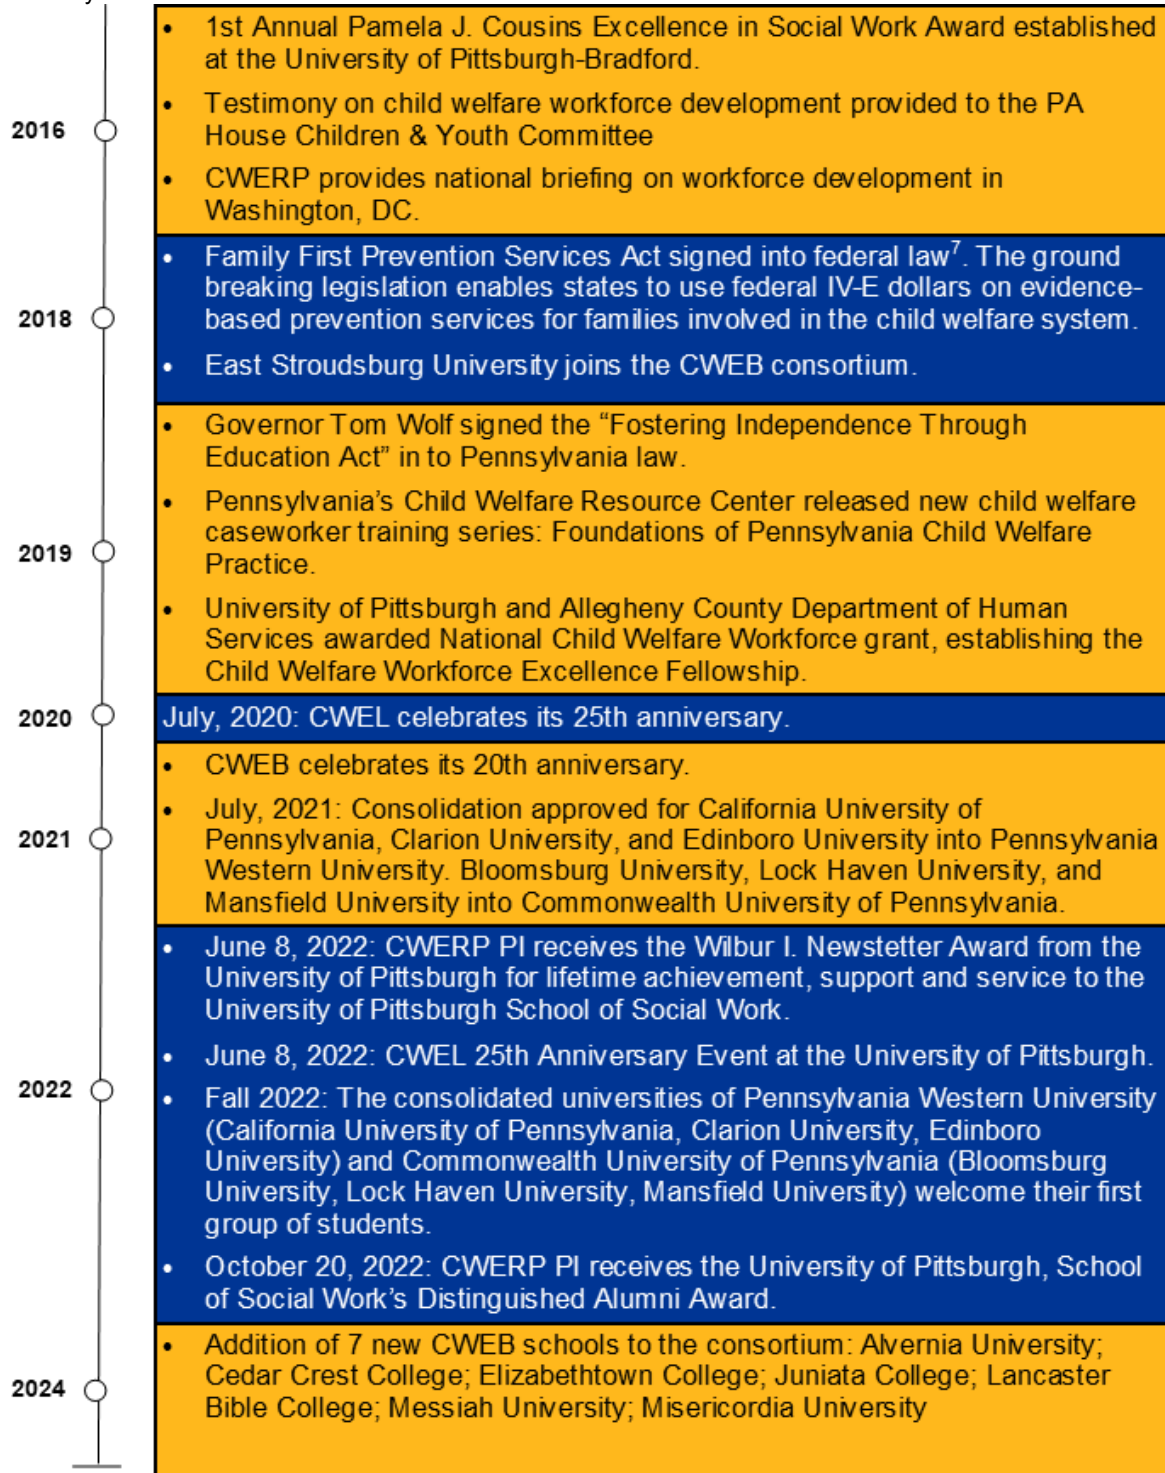 • 1st Annual Pamela J. Cousins Excellence in Social Work Award established
at the University of Pittsburgh-Bradford.
2016
• Testimony on child welfare workforce development provided to the PA
House Children & Youth Committee
• CWERP provides national briefing on workforce development in
Washington, DC.
2018
• Family First Prevention Services Act signed into federal law7. The ground
breaking legislation enables states to use federal IV-E dollars on evidence-
based prevention services for families involved in the child welfare system.
• East Stroudsburg University joins the CWEB consortium.
2019
• Governor Tom Wolf signed the “Fostering Independence Through
Education Act” in to Pennsylvania law.
• Pennsylvania’s Child Welfare Resource Center released new child welfare
caseworker training series: Foundations of Pennsylvania Child Welfare
Practice.
• University of Pittsburgh and Allegheny County Department of Human
Services awarded National Child Welfare Workforce grant, establishing the
Child Welfare Workforce Excellence Fellowship.
2020
July, 2020: CWEL celebrates its 25th anniversary.
2021
• CWEB celebrates its 20th anniversary.
• July, 2021: Consolidation approved for California University of
Pennsylvania, Clarion University, and Edinboro University into Pennsylvania
Western University. Bloomsburg University, Lock Haven University, and
Mansfield University into Commonwealth University of Pennsylvania.
2022
• June 8, 2022: CWERP PI receives the Wilbur I. Newstetter Award from the
University of Pittsburgh for lifetime achievement, support and service to the
University of Pittsburgh School of Social Work.
• June 8, 2022: CWEL 25th Anniversary Event at the University of Pittsburgh.
• Fall 2022: The consolidated universities of Pennsylvania Western University
(California University of Pennsylvania, Clarion University, Edinboro
University) and Commonwealth University of Pennsylvania (Bloomsburg
University, Lock Haven University, Mansfield University) welcome their first
group of students.
• October 20, 2022: CWERP PI receives the University of Pittsburgh, School
of Social Work’s Distinguished Alumni Award.
2024
• Addition of 7 new CWEB schools to the consortium: Alvernia University;
Cedar Crest College; Elizabethtown College; Juniata College; Lancaster
Bible College; Messiah University; Misericordia University